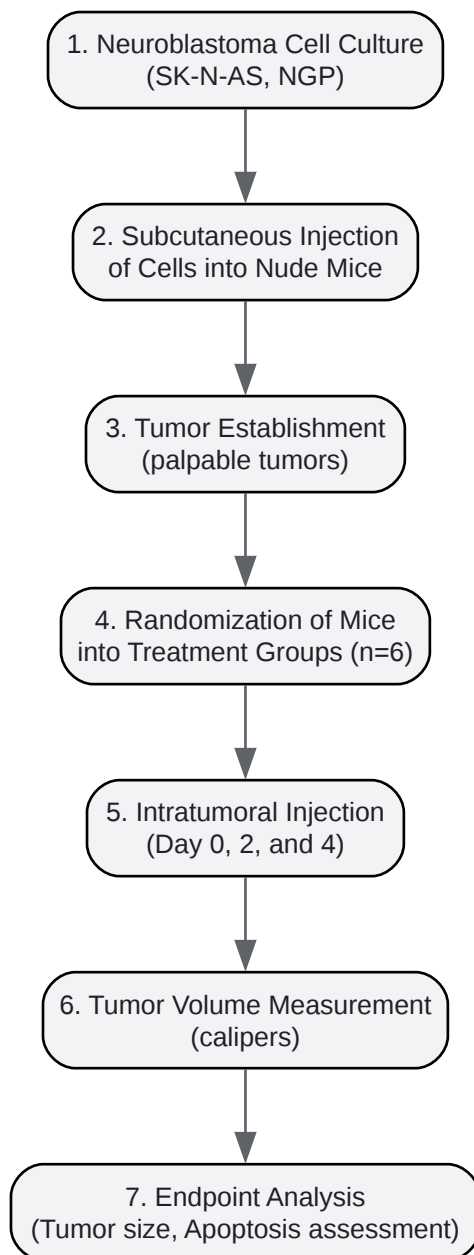 1. Neuroblastoma Cell Culture
(SK-N-AS, NGP)
2. Subcutaneous Injection
of Cells into Nude Mice
3. Tumor Establishment
(palpable tumors)
4. Randomization of Mice
into Treatment Groups (n=6)
5. Intratumoral Injection
(Day 0, 2, and 4)
6. Tumor Volume Measurement
(calipers)
7. Endpoint Analysis
(Tumor size, Apoptosis assessment)